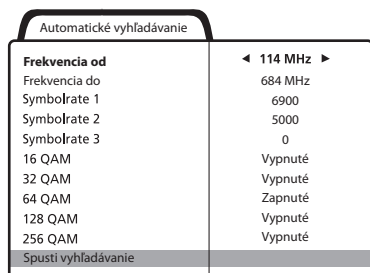 Automatické vyhľadávanie
Frekvencia od ◄ 114 MHz ►
Frekvencia do 684 MHz
Symbolrate 1 6900
Symbolrate 2 5000
Symbolrate 3 0
16 QAM Vypnuté
32 QAM Vypnuté
64 QAM Zapnuté
128 QAM Vypnuté
256 QAM Vypnuté
Spusti vyhľadávanie